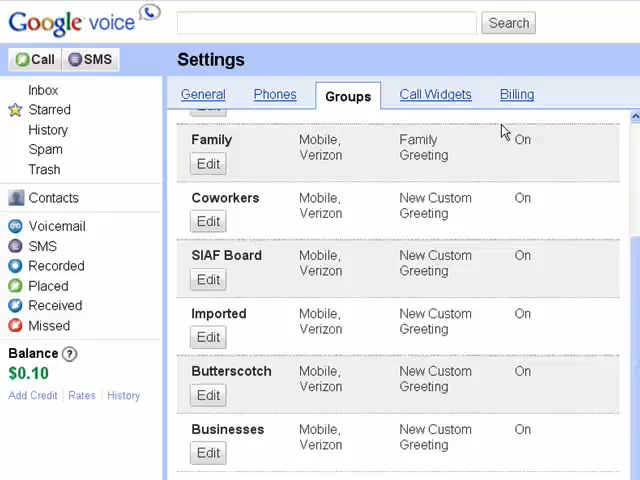 Google voice
Search
Call SMS
Settings
General Phones Groups Call Widgets Billing
Inbox
Starred
History
Spam
Trash
Contacts
Voicemail
SMS
Recorded
Placed
Received
Missed
Balance ?
$0.10
Add Credit | Rates | History
Edit
Family Mobile, Family On
Verizon Greeting
Edit
Coworkers Mobile, New Custom On
Verizon Greeting
Edit
SIAF Board Mobile, New Custom On
Verizon Greeting
Edit
Imported Mobile, New Custom On
Verizon Greeting
Edit
Butterscotch Mobile, New Custom On
Verizon Greeting
Edit
Businesses Mobile, New Custom On
Verizon Greeting
Edit